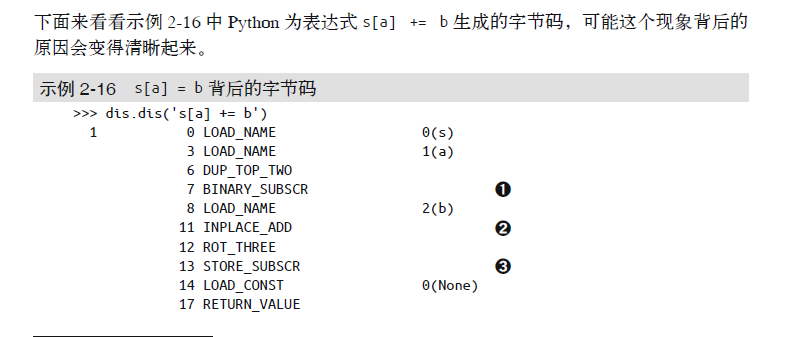 下面来看看示例 2-16 中 Python 为表达式 s[a] += b 生成的字节码，可能这个现象背后的
原因会变得清晰起来。
示例 2-16 s[a] = b 背后的字节码
>>> dis.dis('s[a] += b')
1 0 LOAD_NAME 0(s)
3 LOAD_NAME 1(a)
6 DUP_TOP_TWO
7 BINARY_SUBSCR ❶
8 LOAD_NAME 2(b)
11 INPLACE_ADD ❷
12 ROT_THREE
13 STORE_SUBSCR ❸
14 LOAD_CONST 0(None)
17 RETURN_VALUE